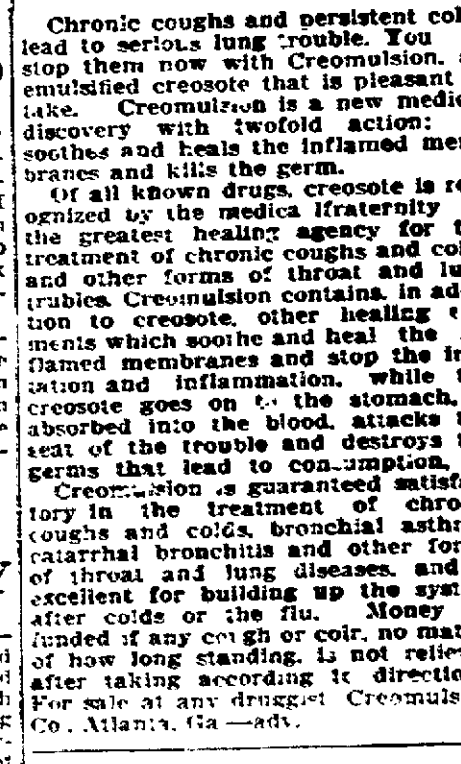 Chronic coughs and persistent col
lead to serious lung trouble. You
stop them now with Creomulsion,
emulsified creosote that is pleasant
take. Creomulsion is a new medic
discovery with twofold action:
soothes and heals the inflamed me
branes and kills the germ.
Of all known drugs, creosote is re
ognized by the medica lfraternity
the greatest healing agency for t
treatment of chronic coughs and co
and other forms of throat and lu
trubles. Creomulsion contains, in ad
tion to creosote, other healing e
ments which soothe and heal the
flamed membranes and stop the ir
tation and inflammation, while t
creosote goes on to the stomach,
absorbed into the blood, attacks t
seat of the trouble and destroys t
germs that lead to consumption.
Creomulsion is guaranteed satisf
tory in the treatment of chro
coughs and colds, bronchial asth
catarrhal bronchitis and other for
of throat and lung diseases, and
excellent for building up the syst
after colds or the flu. Money
funded if any cough or cold, no mat
of how long standing, is not relie
after taking according to directio
For sale at any druggist Creomuls
Co., Atlanta, Ga.—adv.